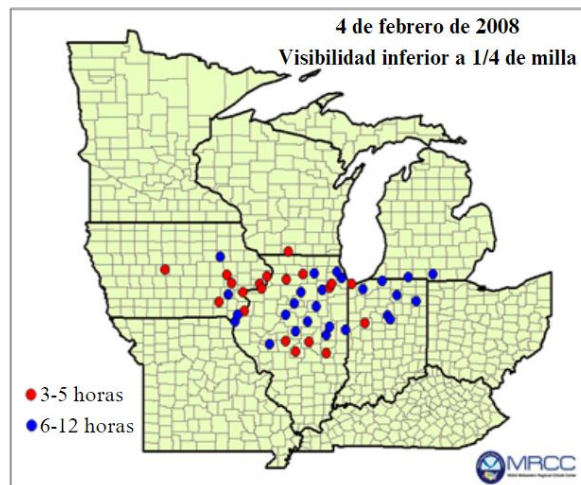 4 de febrero de 2008
Visibilidad inferior a 1/4 de milla
3-5 horas
6-12 horas
MRCC